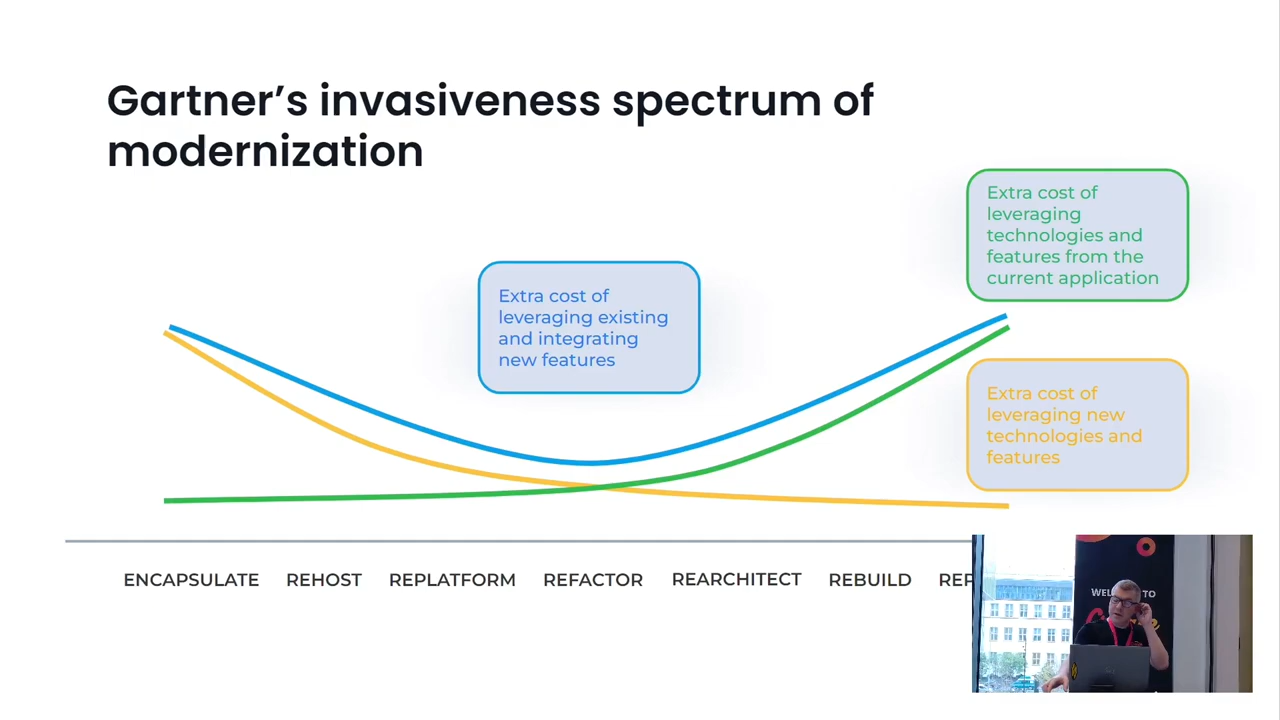 Gartner’s invasiveness spectrum of
modernization
Extra cost of
leveraging
technologies and
features from the
current application
Extra cost of
leveraging existing
and integrating
new features
Extra cost of
leveraging new
technologies and
features
ENCAPSULATE REHOST REPLATFORM REFACTOR REARCHITECT REBUILD